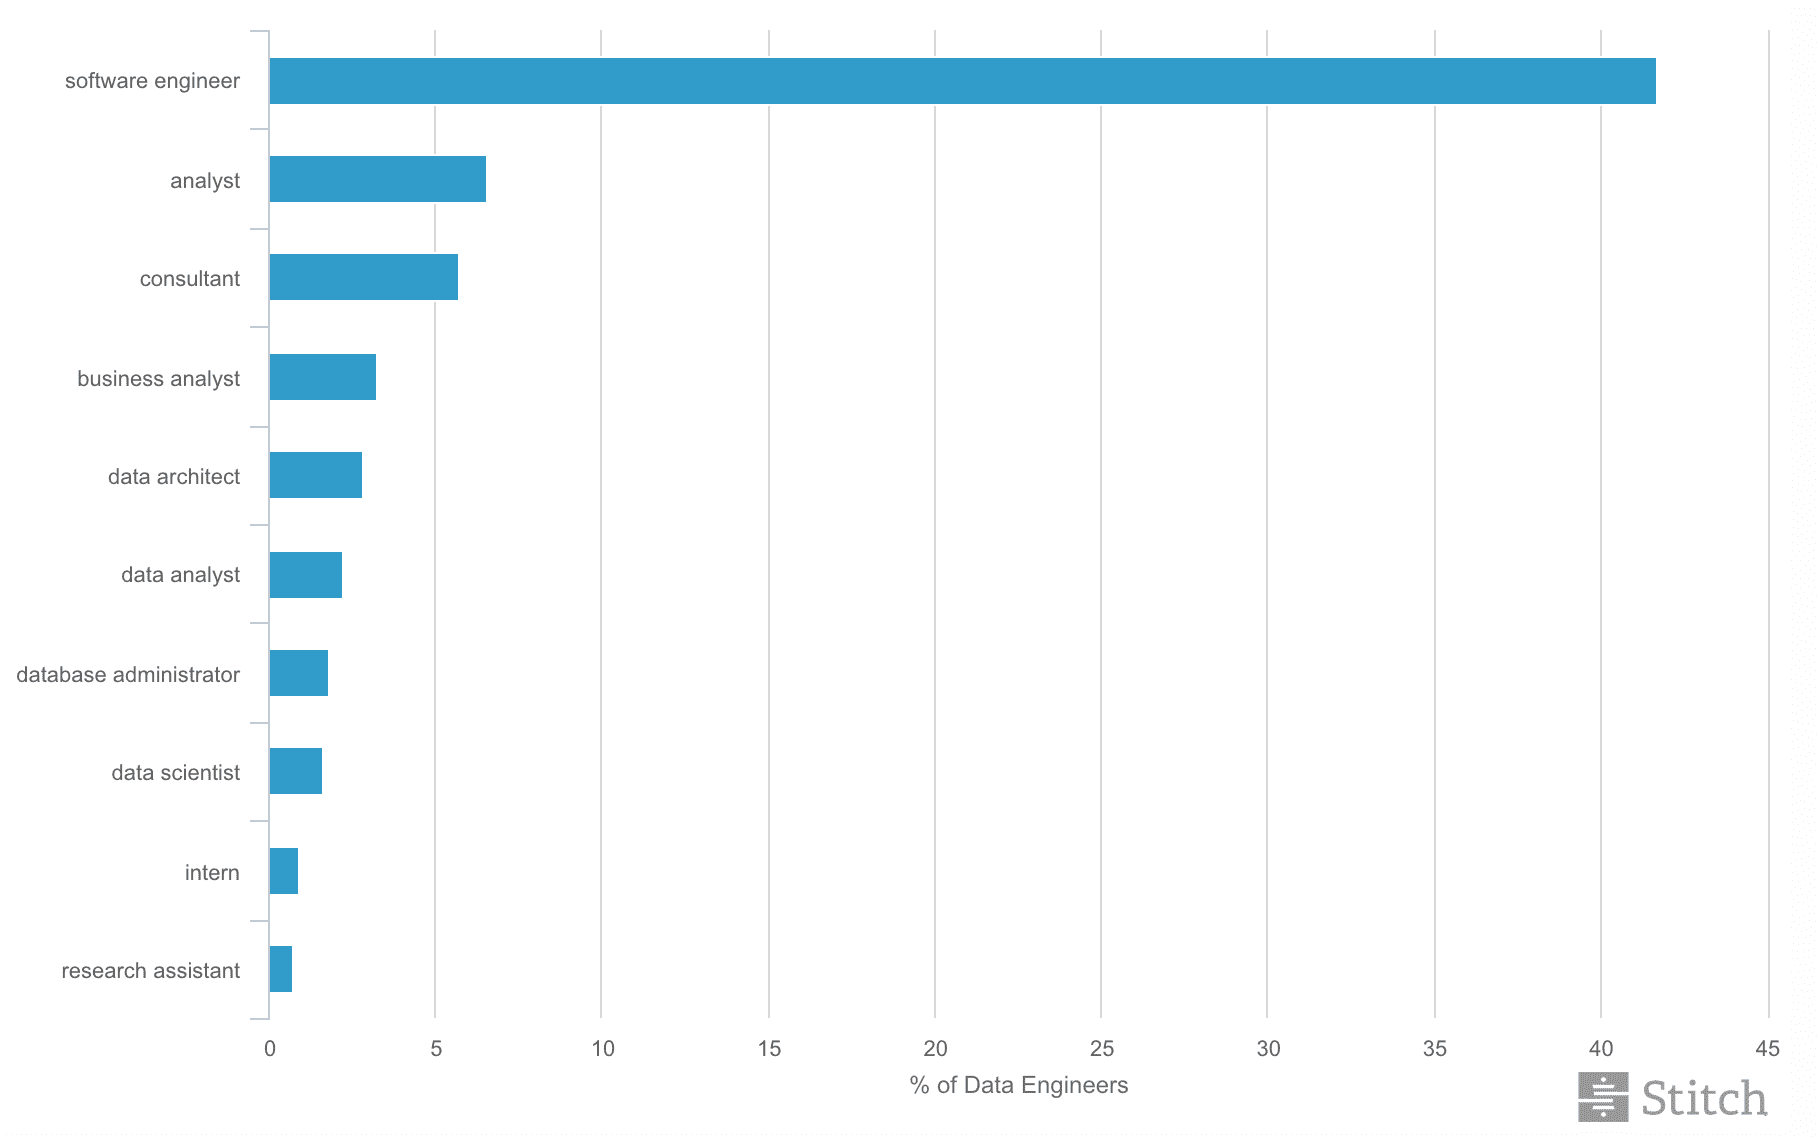 software engineer
analyst
consultant
business analyst
data architect
data analyst
database administrator
data scientist
intern
research assistant
0 5 10 15 20 25 30 35 40 45
% of Data Engineers
Stitch